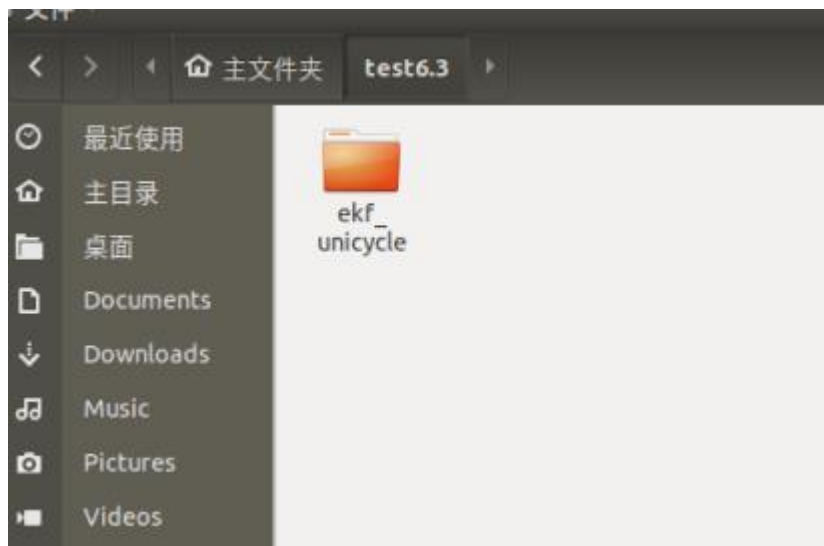 主文件夹 test6.3
最近使用
主目录
桌面
Documents
Downloads
Music
Pictures
Videos
ekf_
unicycle